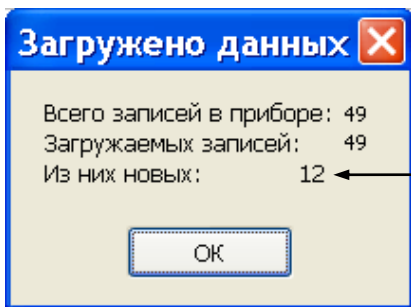 Загружено данных
Всего записей в приборе: 49
Загружаемых записей: 49
Из них новых: 12
ОК